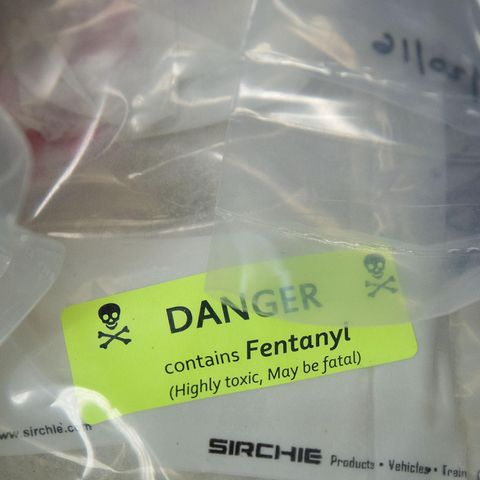 DANGER
contains Fentanyl
(Highly toxic, May be fatal)
www.sirchie.com
SIRCHIE Products • Vehicles • Train